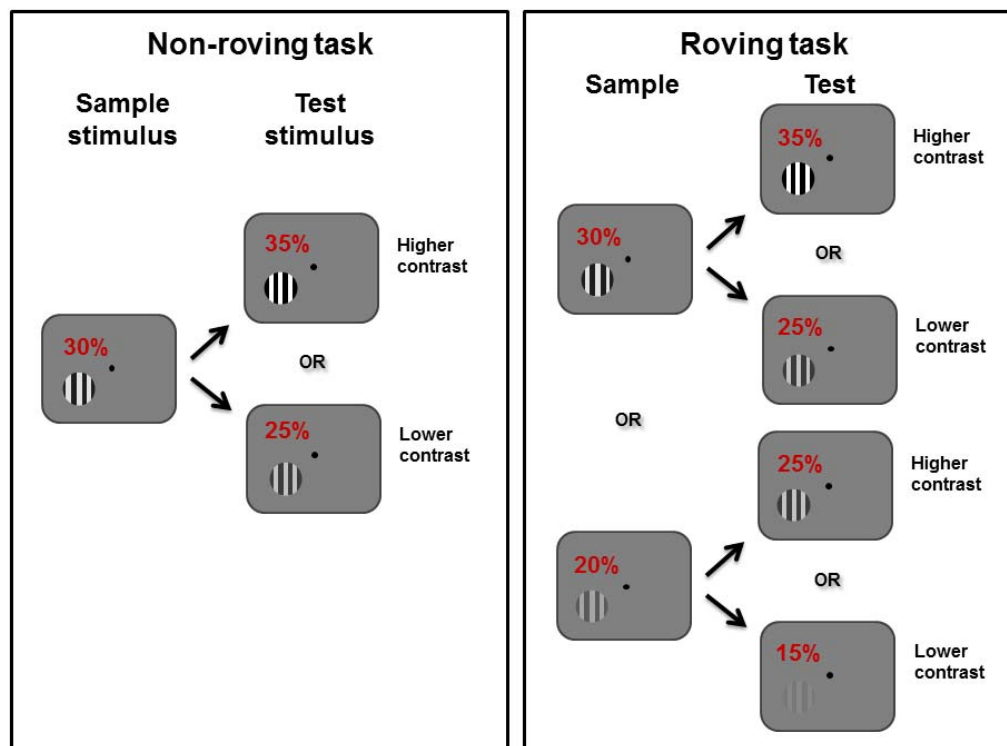 Non-roving task
Sample
stimulus
Test
stimulus
35%
Higher
contrast
30%
OR
25%
Lower
contrast
Roving task
Sample
Test
35%
Higher
contrast
30%
OR
25%
Lower
contrast
OR
25%
Higher
contrast
20%
OR
15%
Lower
contrast